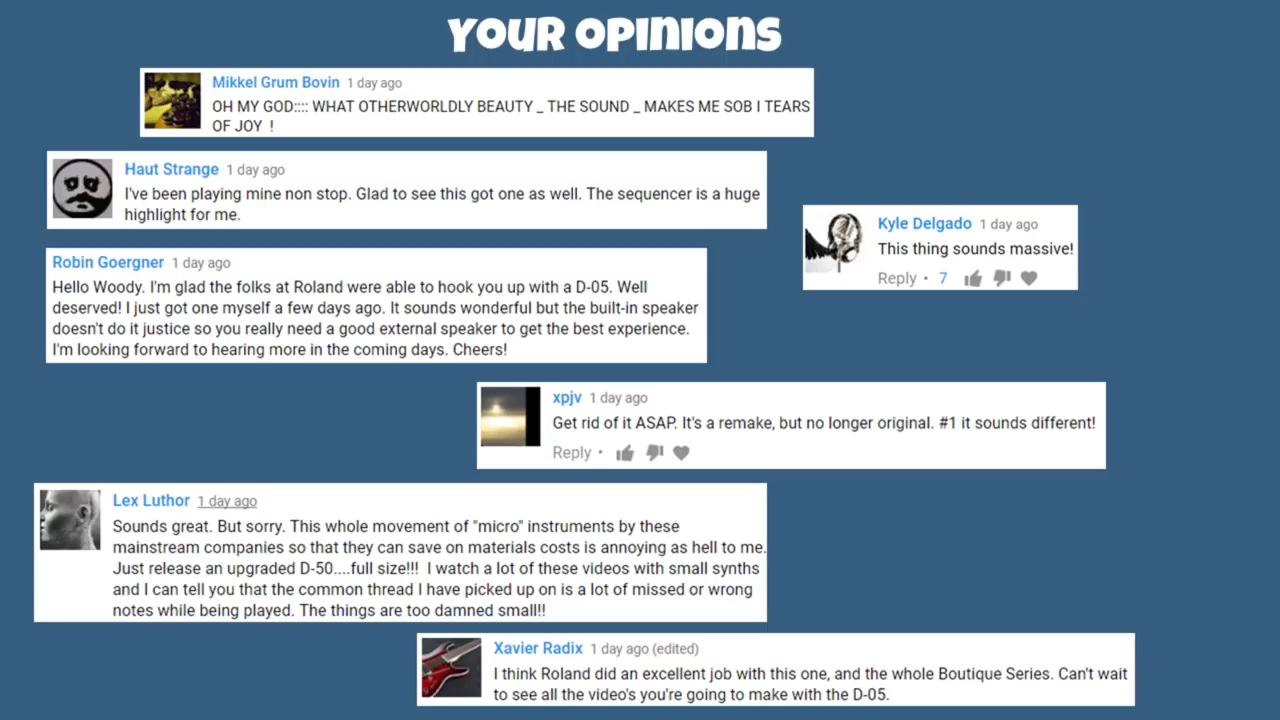 YOUR OPINIONS
Mikkel Grum Bovin 1 day ago
OH MY GOD:::: WHAT OTHERWORLDLY BEAUTY _ THE SOUND _ MAKES ME SOB I TEARS
OF JOY !
Haut Strange 1 day ago
I've been playing mine non stop. Glad to see this got one as well. The sequencer is a huge
highlight for me.
Kyle Delgado 1 day ago
This thing sounds massive!
Reply • 7
Robin Goergner 1 day ago
Hello Woody. I'm glad the folks at Roland were able to hook you up with a D-05. Well
deserved! I just got one myself a few days ago. It sounds wonderful but the built-in speaker
doesn't do it justice so you really need a good external speaker to get the best experience.
I'm looking forward to hearing more in the coming days. Cheers!
xpjv 1 day ago
Get rid of it ASAP. It's a remake, but no longer original. #1 it sounds different!
Reply •
Lex Luthor 1 day ago
Sounds great. But sorry. This whole movement of "micro" instruments by these
mainstream companies so that they can save on materials costs is annoying as hell to me.
Just release an upgraded D-50....full size!!! I watch a lot of these videos with small synths
and I can tell you that the common thread I have picked up on is a lot of missed or wrong
notes while being played. The things are too damned small!!
Xavier Radix 1 day ago (edited)
I think Roland did an excellent job with this one, and the whole Boutique Series. Can't wait
to see all the video's you're going to make with the D-05.